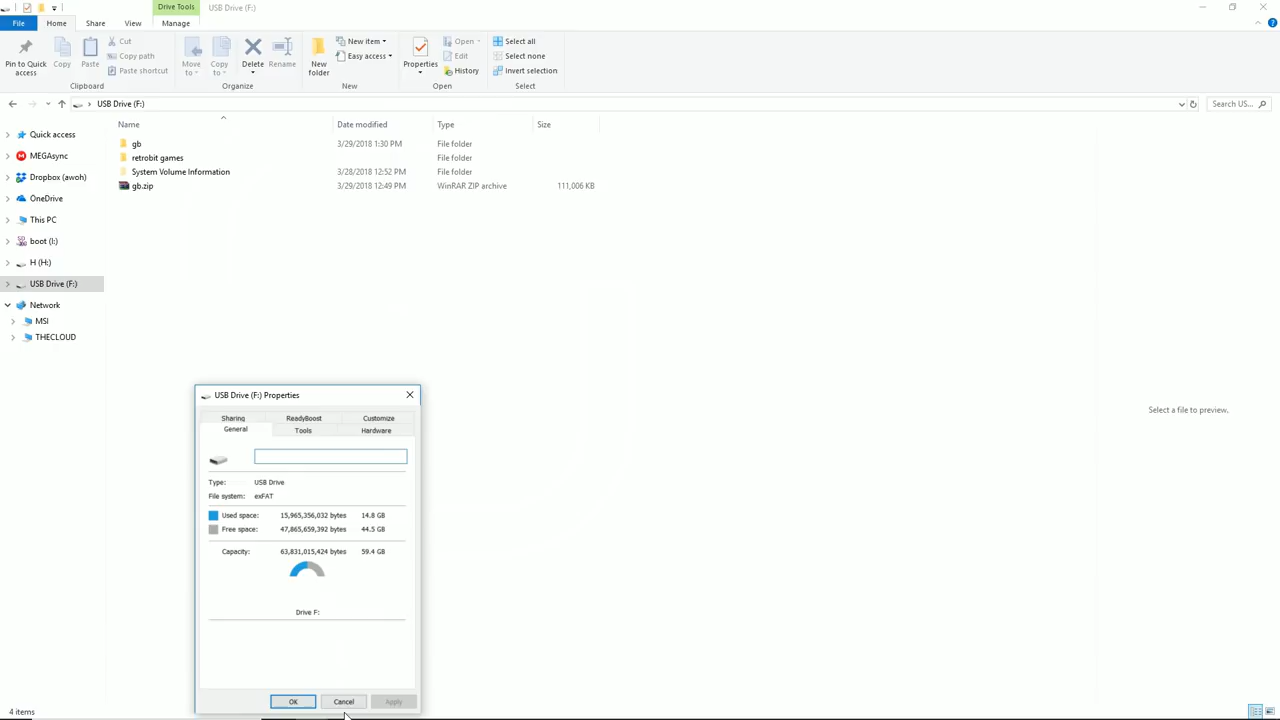 Drive Tools USB Drive (F:)
File Home Share View Manage
Pin to Quick access
Copy
Paste
Cut
Copy path
Paste shortcut
Clipboard
Move to
Copy to
Delete
Rename
Organize
New folder
New item
Easy access
New
Properties
Open
Edit
History
Open
Select all
Select none
Invert selection
Select
USB Drive (F:) Search US...
Quick access
MEGAsync
Dropbox (awoh)
OneDrive
This PC
boot (I:)
H (H:)
USB Drive (F:)
Network
MSI
THECLOUD
Name Date modified Type Size
gb 3/29/2018 1:30 PM File folder
retrobit games File folder
System Volume Information 3/28/2018 12:52 PM File folder
gb.zip 3/29/2018 12:49 PM WinRAR ZIP archive 111,006 KB
Select a file to preview.
USB Drive (F:) Properties
Sharing ReadyBoost Customize
General Tools Hardware
Type: USB Drive
File system: exFAT
Used space: 15,965,356,032 bytes 14.8 GB
Free space: 47,865,659,392 bytes 44.5 GB
Capacity: 63,831,015,424 bytes 59.4 GB
Drive F:
OK Cancel Apply
4 items